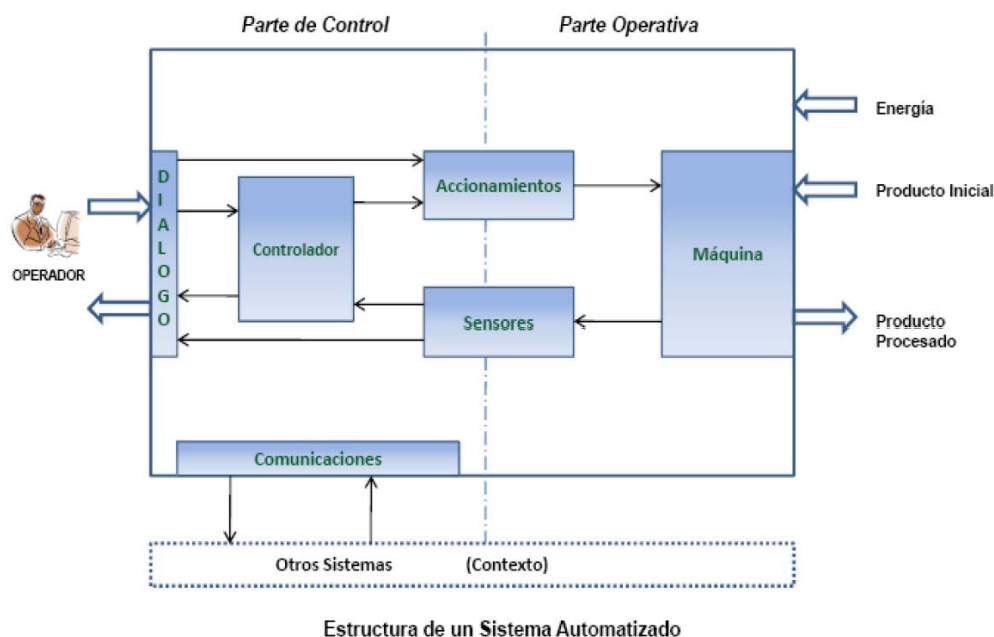 Parte de Control
Parte Operativa
Energía
DIALOGO
Accionamientos
Producto Inicial
Controlador
Máquina
OPERADOR
Sensores
Producto
Procesado
Comunicaciones
Otros Sistemas (Contexto)
Estructura de un Sistema Automatizado